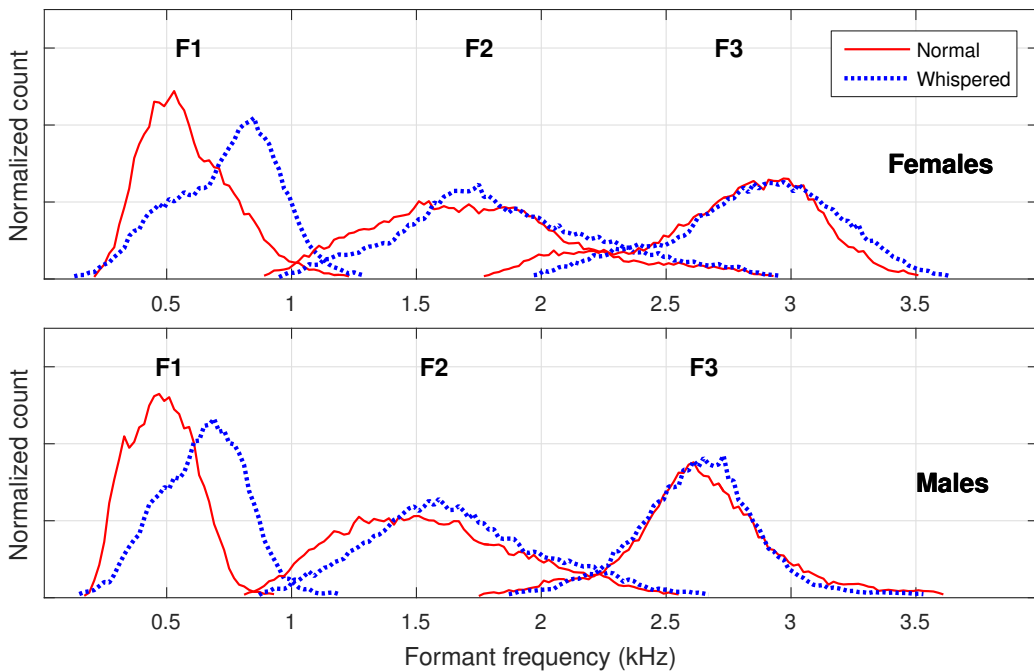 F1 F2 F3
Normal
Whispered
Females
Normalized count
0.5 1 1.5 2 2.5 3 3.5
F1 F2 F3
Males
Normalized count
0.5 1 1.5 2 2.5 3 3.5
Formant frequency (kHz)